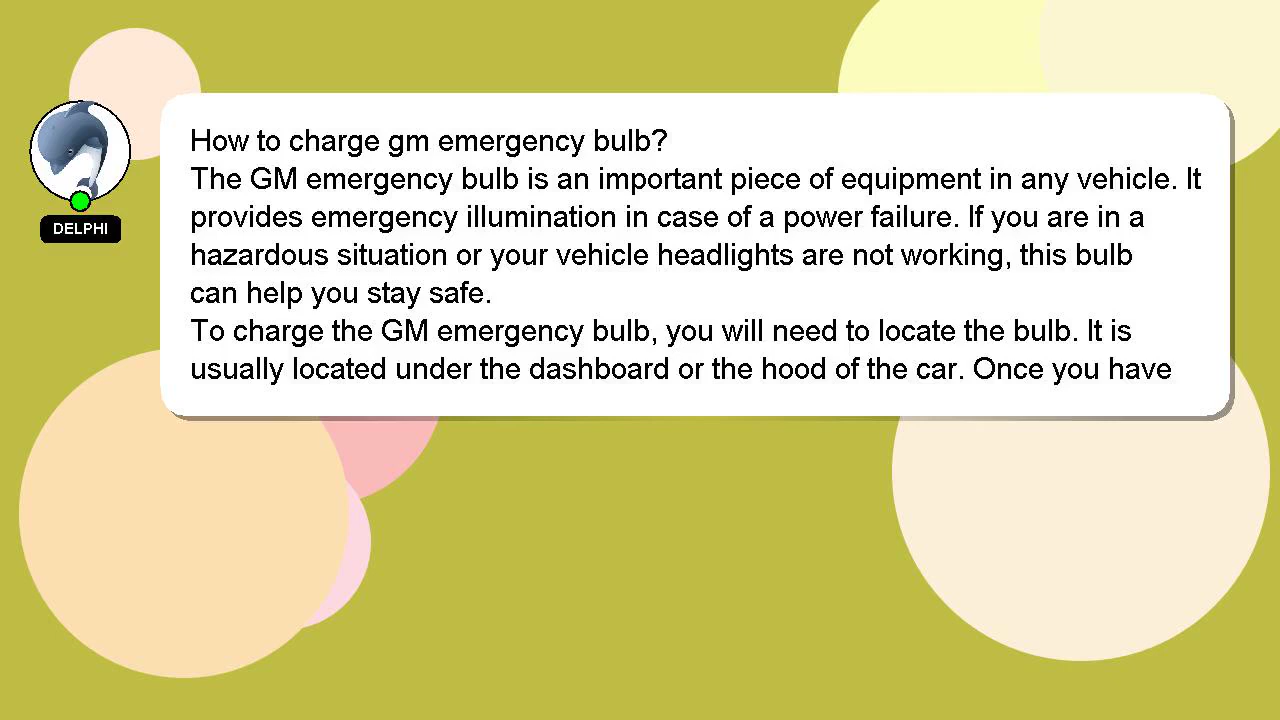 How to charge gm emergency bulb?
The GM emergency bulb is an important piece of equipment in any vehicle. It
provides emergency illumination in case of a power failure. If you are in a
hazardous situation or your vehicle headlights are not working, this bulb
can help you stay safe.
To charge the GM emergency bulb, you will need to locate the bulb. It is
usually located under the dashboard or the hood of the car. Once you have
DELPHI